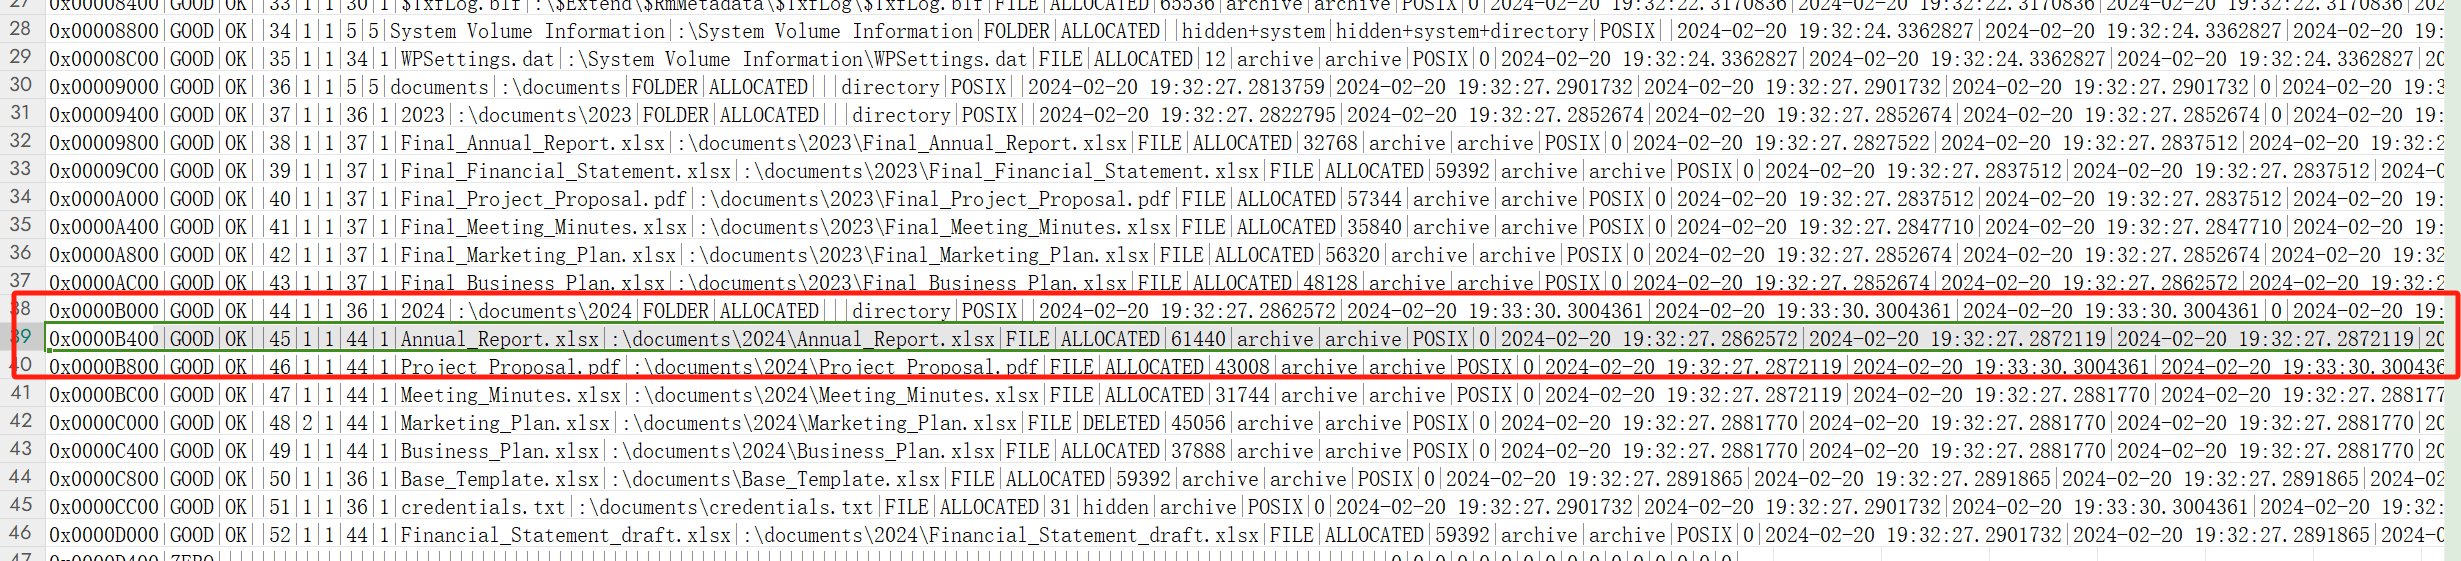 27 0x00008400|GOOD|OK||33|1|1|30|1|$TxfLog.blf|:\$Extend\$RmMetadata\$TxfLog\$TxfLog.blf|FILE|ALLOCATED|65536|archive|archive|POSIX|0|2024-02-20 19:32:22.3170836|2024-02-20 19:32:22.3170836|2024-02-20 19:32:22.3170836|202
28 0x00008800|GOOD|OK||34|1|1|5|5|System Volume Information|:\System Volume Information|FOLDER|ALLOCATED||hidden+system|hidden+system+directory|POSIX||2024-02-20 19:32:24.3362827|2024-02-20 19:32:24.3362827|2024-02-20 19:
29 0x00008C00|GOOD|OK||35|1|1|34|1|WPSettings.dat|:\System Volume Information\WPSettings.dat|FILE|ALLOCATED|12|archive|archive|POSIX|0|2024-02-20 19:32:24.3362827|2024-02-20 19:32:24.3362827|2024-02-20 19:32:24.3362827|20
30 0x00009000|GOOD|OK||36|1|1|5|5|documents|:\documents|FOLDER|ALLOCATED|||directory|POSIX||2024-02-20 19:32:27.2813759|2024-02-20 19:32:27.2901732|2024-02-20 19:32:27.2901732|2024-02-20 19:32:27.2901732|0|2024-02-20 19:3
31 0x00009400|GOOD|OK||37|1|1|36|1|2023|:\documents\2023|FOLDER|ALLOCATED|||directory|POSIX||2024-02-20 19:32:27.2822795|2024-02-20 19:32:27.2852674|2024-02-20 19:32:27.2852674|2024-02-20 19:32:27.2852674|0|2024-02-20 19:
32 0x00009800|GOOD|OK||38|1|1|37|1|Final_Annual_Report.xlsx|:\documents\2023\Final_Annual_Report.xlsx|FILE|ALLOCATED|32768|archive|archive|POSIX|0|2024-02-20 19:32:27.2827522|2024-02-20 19:32:27.2837512|2024-02-20 19:32:2
33 0x00009C00|GOOD|OK||39|1|1|37|1|Final_Financial_Statement.xlsx|:\documents\2023\Final_Financial_Statement.xlsx|FILE|ALLOCATED|59392|archive|archive|POSIX|0|2024-02-20 19:32:27.2837512|2024-02-20 19:32:27.2837512|2024-0
34 0x0000A000|GOOD|OK||40|1|1|37|1|Final_Project_Proposal.pdf|:\documents\2023\Final_Project_Proposal.pdf|FILE|ALLOCATED|57344|archive|archive|POSIX|0|2024-02-20 19:32:27.2837512|2024-02-20 19:32:27.2837512|2024-02-20 19
35 0x0000A400|GOOD|OK||41|1|1|37|1|Final_Meeting_Minutes.xlsx|:\documents\2023\Final_Meeting_Minutes.xlsx|FILE|ALLOCATED|35840|archive|archive|POSIX|0|2024-02-20 19:32:27.2847710|2024-02-20 19:32:27.2847710|2024-02-20 19
36 0x0000A800|GOOD|OK||42|1|1|37|1|Final_Marketing_Plan.xlsx|:\documents\2023\Final_Marketing_Plan.xlsx|FILE|ALLOCATED|56320|archive|archive|POSIX|0|2024-02-20 19:32:27.2852674|2024-02-20 19:32:27.2852674|2024-02-20 19:32
37 0x0000AC00|GOOD|OK||43|1|1|37|1|Final_Business_Plan.xlsx|:\documents\2023\Final_Business_Plan.xlsx|FILE|ALLOCATED|48128|archive|archive|POSIX|0|2024-02-20 19:32:27.2852674|2024-02-20 19:32:27.2862572|2024-02-20 19:32:2
38 0x0000B000|GOOD|OK||44|1|1|36|1|2024|:\documents\2024|FOLDER|ALLOCATED|||directory|POSIX||2024-02-20 19:32:27.2862572|2024-02-20 19:33:30.3004361|2024-02-20 19:33:30.3004361|2024-02-20 19:33:30.3004361|0|2024-02-20 19:
39 0x0000B400|GOOD|OK||45|1|1|44|1|Annual_Report.xlsx|:\documents\2024\Annual_Report.xlsx|FILE|ALLOCATED|61440|archive|archive|POSIX|0|2024-02-20 19:32:27.2862572|2024-02-20 19:32:27.2872119|2024-02-20 19:32:27.2872119|20
40 0x0000B800|GOOD|OK||46|1|1|44|1|Project_Proposal.pdf|:\documents\2024\Project_Proposal.pdf|FILE|ALLOCATED|43008|archive|archive|POSIX|0|2024-02-20 19:32:27.2872119|2024-02-20 19:33:30.3004361|2024-02-20 19:33:30.300436
41 0x0000BC00|GOOD|OK||47|1|1|44|1|Meeting_Minutes.xlsx|:\documents\2024\Meeting_Minutes.xlsx|FILE|ALLOCATED|31744|archive|archive|POSIX|0|2024-02-20 19:32:27.2872119|2024-02-20 19:32:27.2881770|2024-02-20 19:32:27.288177
42 0x0000C000|GOOD|OK||48|2|1|44|1|Marketing_Plan.xlsx|:\documents\2024\Marketing_Plan.xlsx|FILE|DELETED|45056|archive|archive|POSIX|0|2024-02-20 19:32:27.2881770|2024-02-20 19:32:27.2881770|2024-02-20 19:32:27.2881770|20
43 0x0000C400|GOOD|OK||49|1|1|44|1|Business_Plan.xlsx|:\documents\2024\Business_Plan.xlsx|FILE|ALLOCATED|37888|archive|archive|POSIX|0|2024-02-20 19:32:27.2881770|2024-02-20 19:32:27.2881770|2024-02-20 19:32:27.2881770|20
44 0x0000C800|GOOD|OK||50|1|1|36|1|Base_Template.xlsx|:\documents\Base_Template.xlsx|FILE|ALLOCATED|59392|archive|archive|POSIX|0|2024-02-20 19:32:27.2891865|2024-02-20 19:32:27.2891865|2024-02-20 19:32:27.2891865|2024-02
45 0x0000CC00|GOOD|OK||51|1|1|36|1|credentials.txt|:\documents\credentials.txt|FILE|ALLOCATED|31|hidden|archive|POSIX|0|2024-02-20 19:32:27.2901732|2024-02-20 19:32:27.2901732|2024-02-20 19:33:30.3004361|2024-02-20 19:32:
46 0x0000D000|GOOD|OK||52|1|1|44|1|Financial_Statement_draft.xlsx|:\documents\2024\Financial_Statement_draft.xlsx|FILE|ALLOCATED|59392|archive|archive|POSIX|0|2024-02-20 19:32:27.2901732|2024-02-20 19:32:27.2891865|2024-0
47 0x0000D400|ZERO||||||||||||||||||0|0|0|0|0|0|0|0|0|0|0|0|0|0